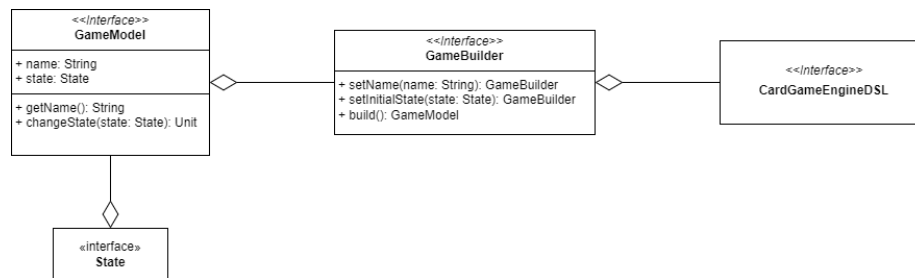 <<Interface>>
GameModel
+ name: String
+ state: State
+ getName(): String
+ changeState(state: State): Unit
<<Interface>>
GameBuilder
+ setName(name: String): GameBuilder
+ setInitialState(state: State): GameBuilder
+ build(): GameModel
<<Interface>>
CardGameEngineDSL
«interface»
State